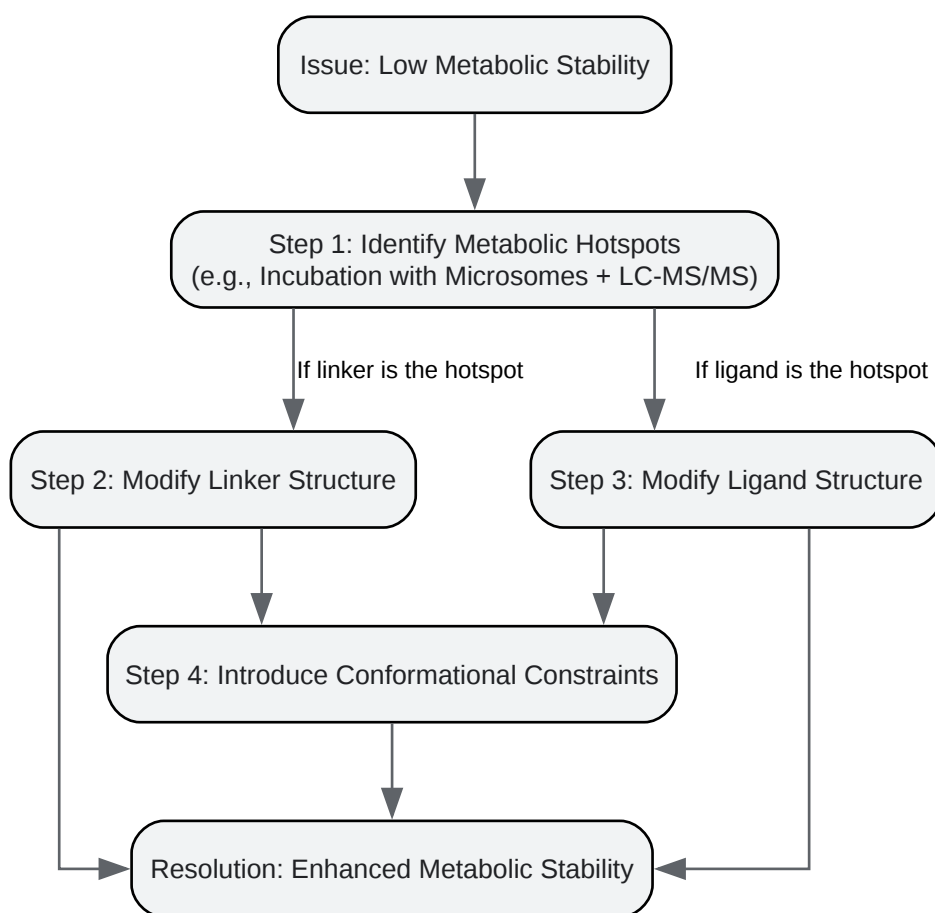 Issue: Low Metabolic Stability
Step 1: Identify Metabolic Hotspots
(e.g., Incubation with Microsomes + LC-MS/MS)
If linker is the hotspot
If ligand is the hotspot
Step 2: Modify Linker Structure
Step 3: Modify Ligand Structure
Step 4: Introduce Conformational Constraints
Resolution: Enhanced Metabolic Stability